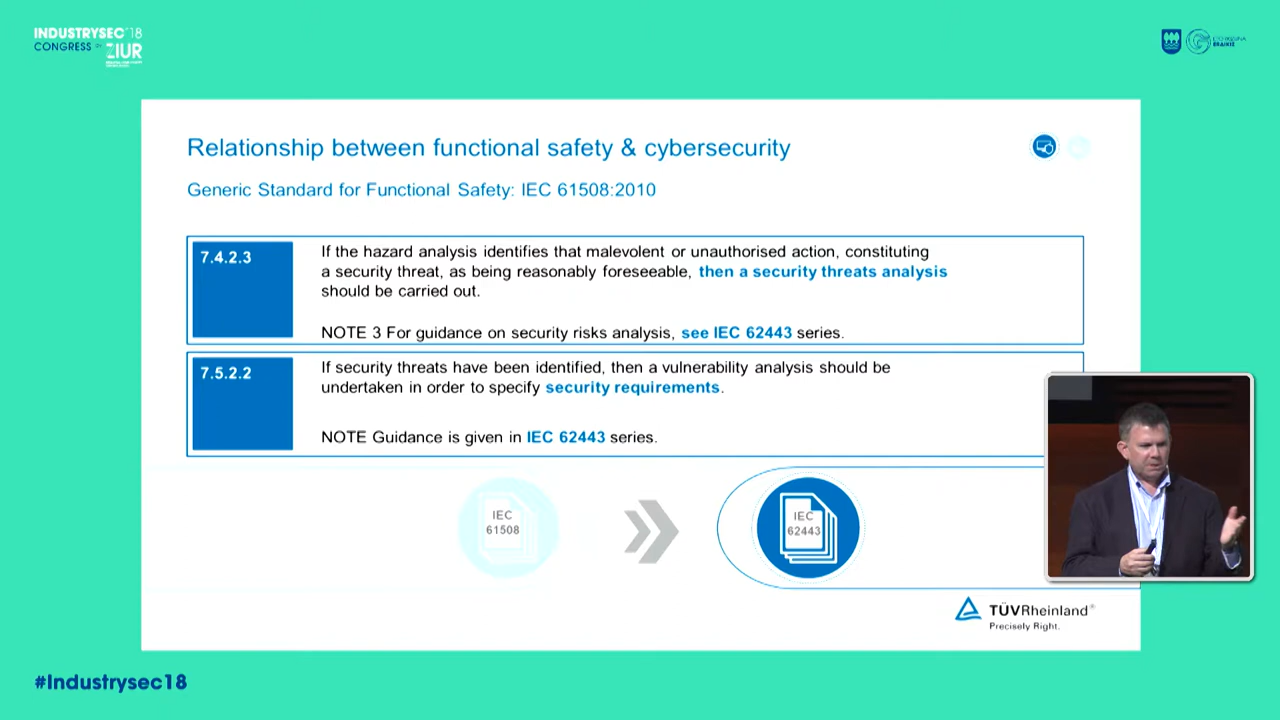 INDUSTRYSEC'18
CONGRESS BY ZIUR
Relationship between functional safety & cybersecurity
Generic Standard for Functional Safety: IEC 61508:2010
7.4.2.3
If the hazard analysis identifies that malevolent or unauthorised action, constituting
a security threat, as being reasonably foreseeable, then a security threats analysis
should be carried out.
NOTE 3 For guidance on security risks analysis, see IEC 62443 series.
7.5.2.2
If security threats have been identified, then a vulnerability analysis should be
undertaken in order to specify security requirements.
NOTE Guidance is given in IEC 62443 series.
IEC
61508
IEC
62443
TÜVRheinland®
Precisely Right.
#Industrysec18